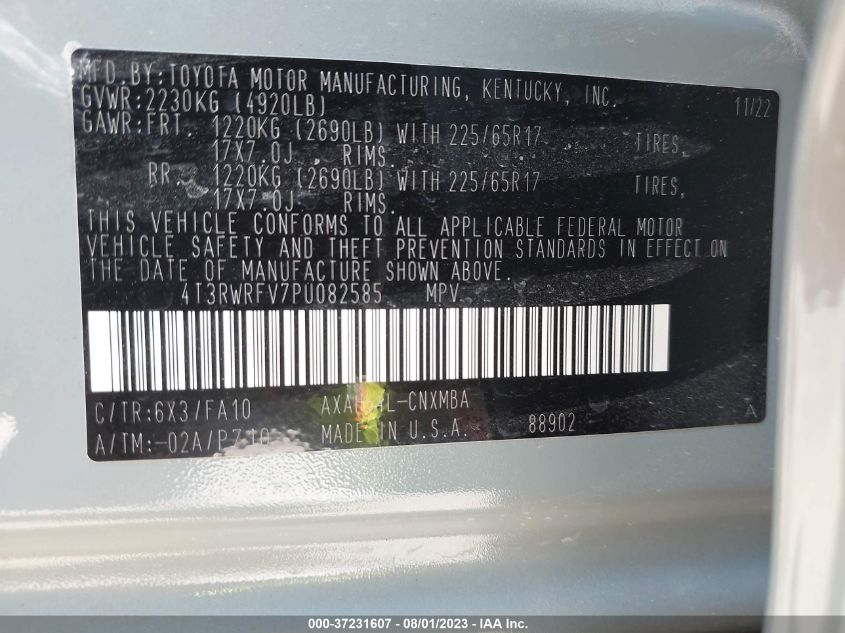 MFD.BY:TOYOTA MOTOR MANUFACTURING, KENTUCKY, INC. 11/22
GVWR:2230KG (4920LB)
GAWR:FRT. 1220KG (2690LB) WITH 225/65R17 TIRES,
17X7.0J RIMS.
RR. 1220KG (2690LB) WITH 225/65R17 TIRES,
17X7.0J RIMS.
THIS VEHICLE CONFORMS TO ALL APPLICABLE FEDERAL MOTOR
VEHICLE SAFETY AND THEFT PREVENTION STANDARDS IN EFFECT ON
THE DATE OF MANUFACTURE SHOWN ABOVE.
4T3RWRFV7PU082585 MPV
C/TR:6X3/FA10 -CNXMBA
A/TM:-02A/P710 MADE IN U.S.A. 88902 A
000-37231607 - 08/01/2023 - IAA Inc.